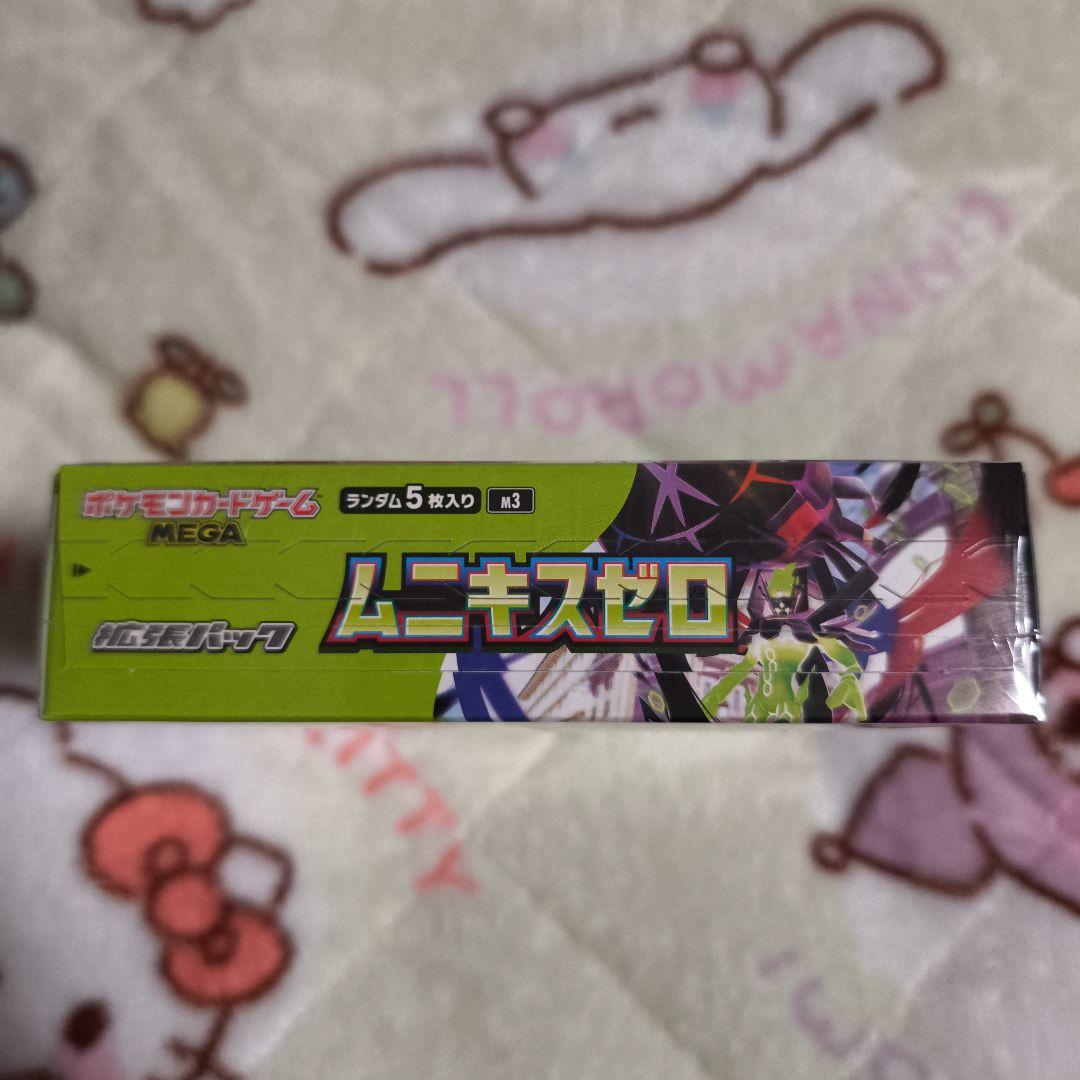 CINNAMOROLL
ポケモンカードゲーム
MEGA
ランダム5枚入り M3
ムニキスゼロ
拡張パック
ITTY